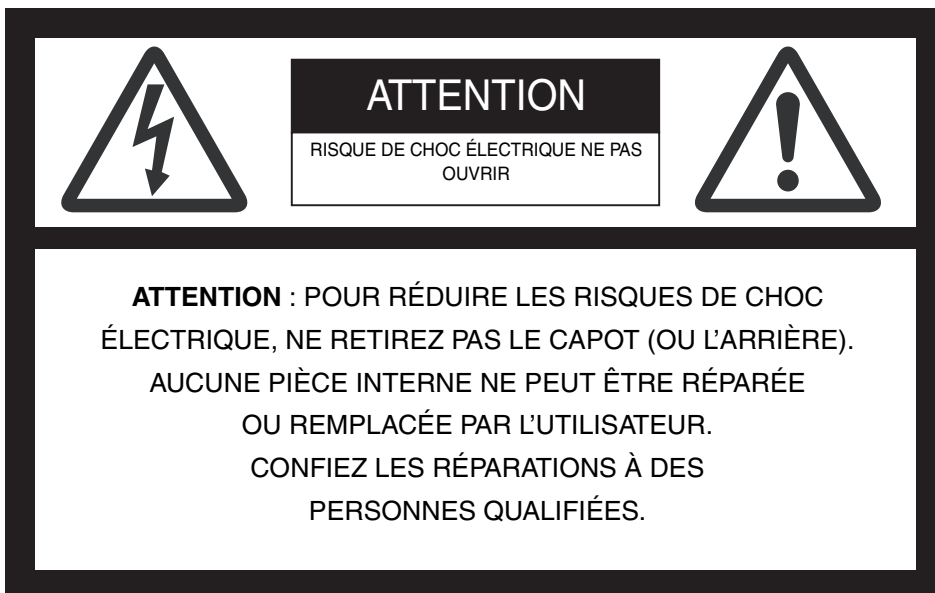 ATTENTION
RISQUE DE CHOC ÉLECTRIQUE NE PAS
OUVRIR
ATTENTION : POUR RÉDUIRE LES RISQUES DE CHOC
ÉLECTRIQUE, NE RETIREZ PAS LE CAPOT (OU L’ARRIÈRE).
AUCUNE PIÈCE INTERNE NE PEUT ÊTRE RÉPARÉE
OU REMPLACÉE PAR L’UTILISATEUR.
CONFIEZ LES RÉPARATIONS À DES
PERSONNES QUALIFIÉES.